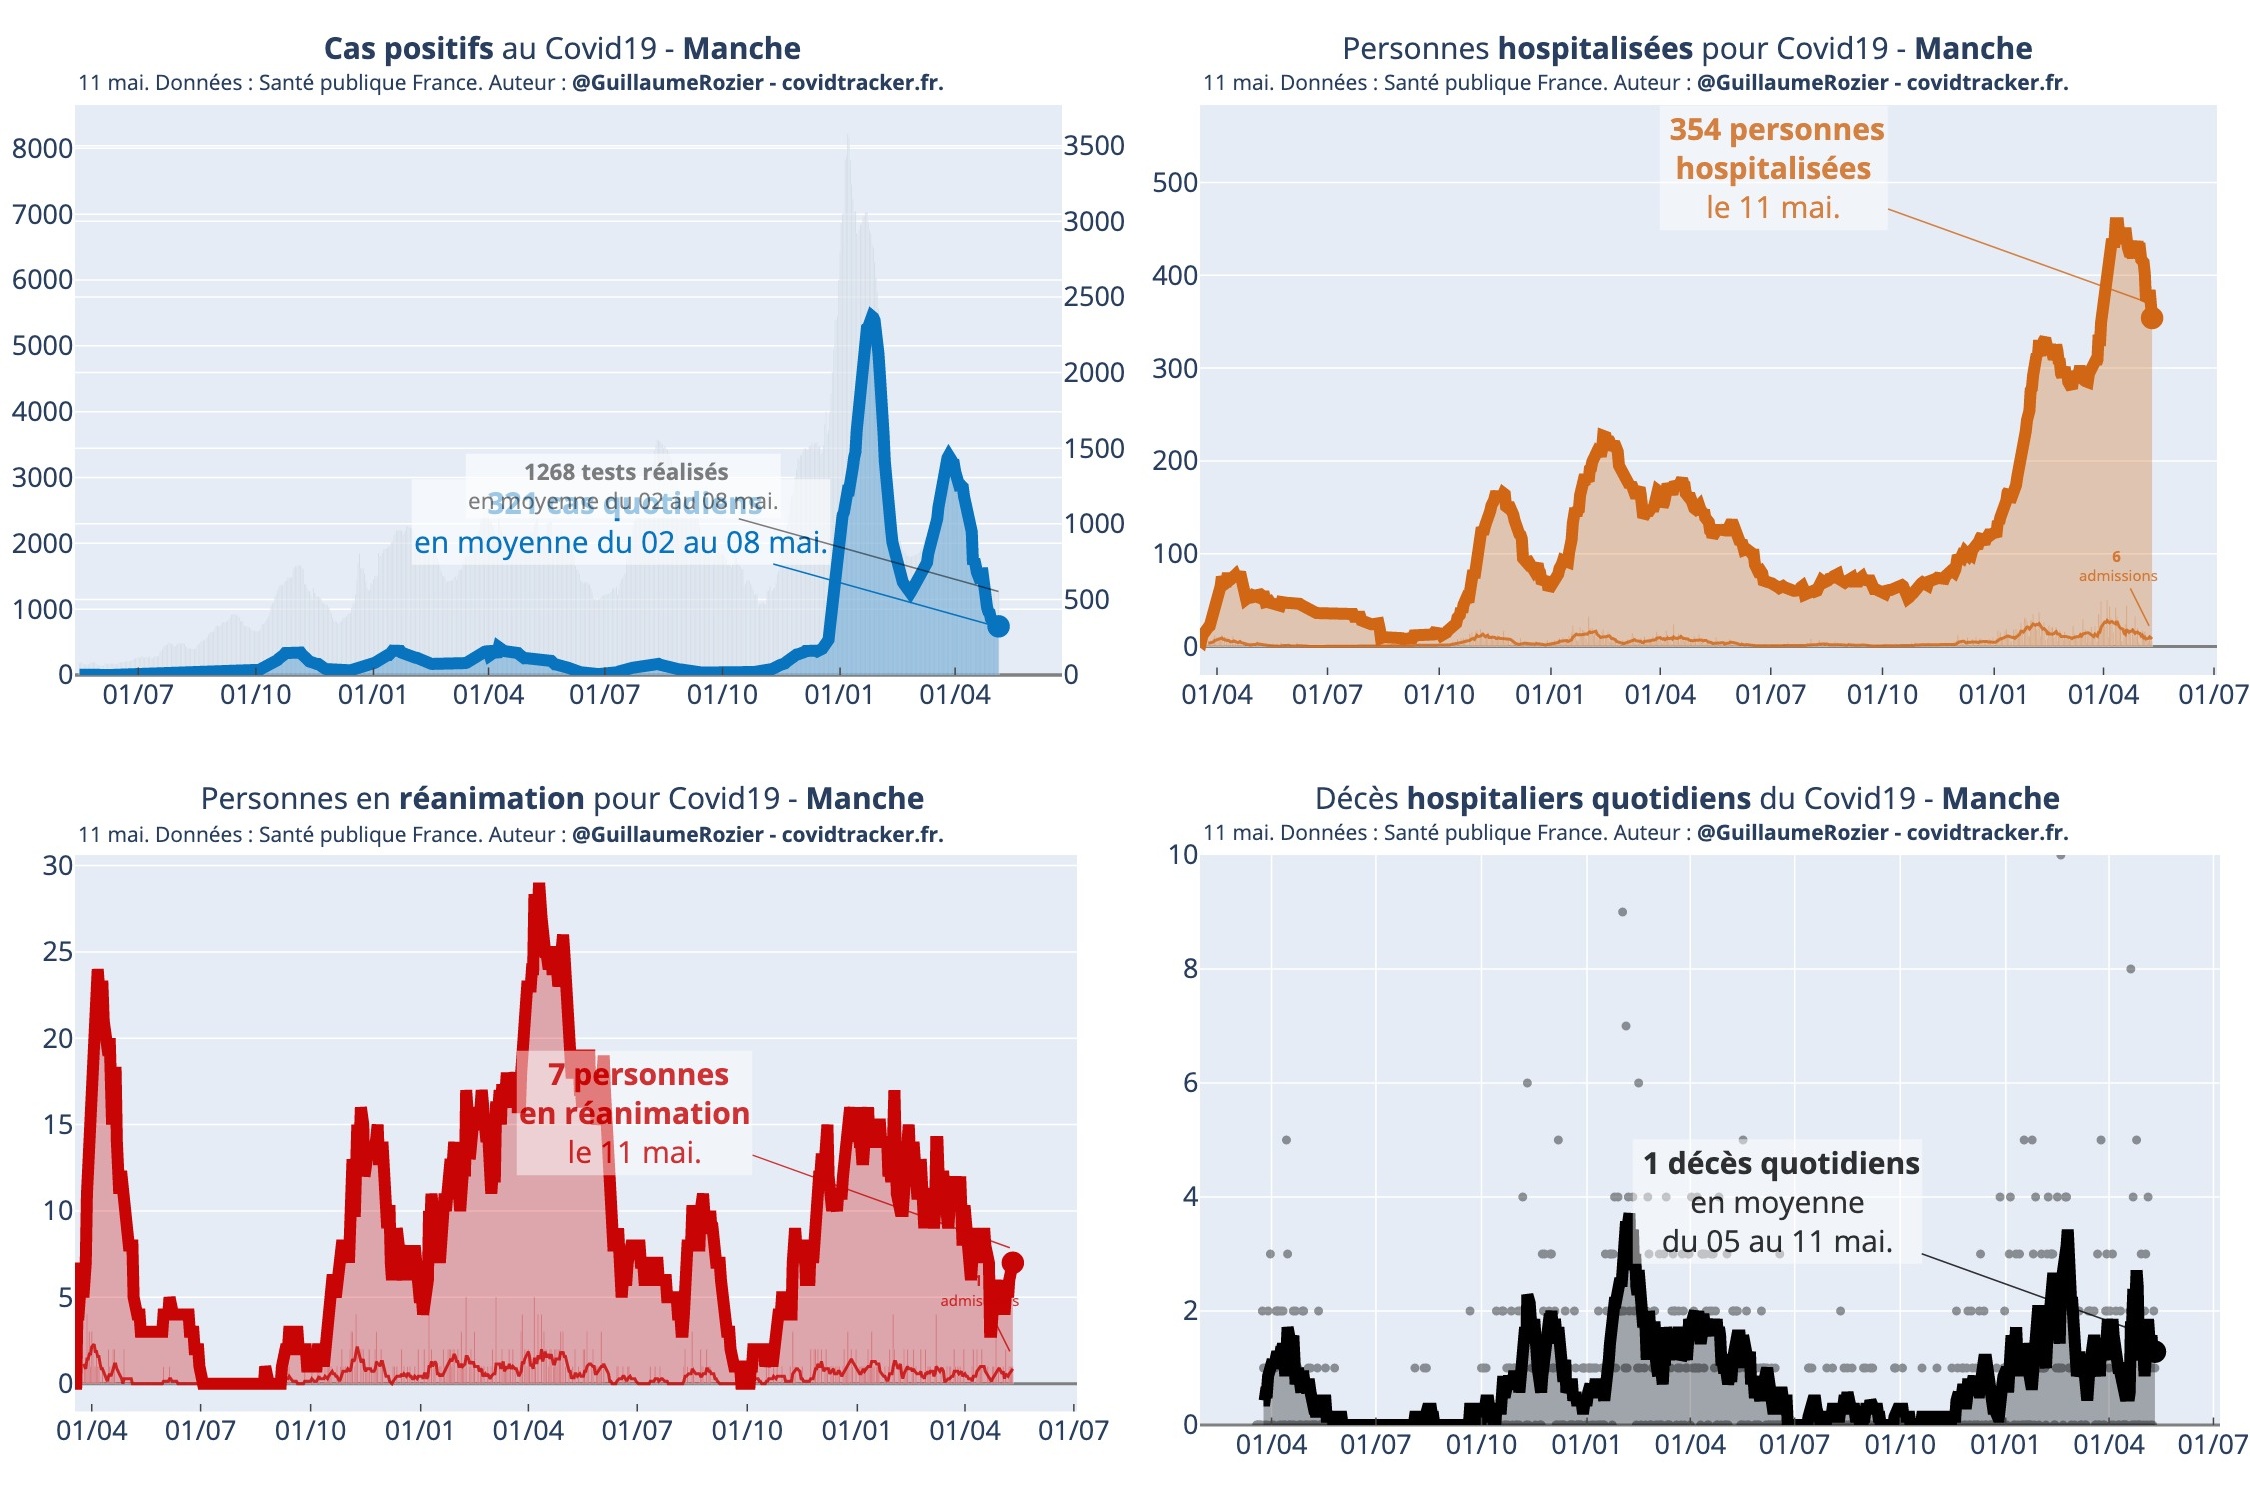 Cas positifs au Covid19 - Manche
11 mai. Données : Santé publique France. Auteur : @GuillaumeRozier - covidtracker.fr.
8000
7000
6000
5000
4000
3000
2000
1000
0
3500
3000
2500
2000
1500
1000
500
0
1268 tests réalisés
en moyenne du 02 au 08 mai.
321 cas quotidiens
en moyenne du 02 au 08 mai.
01/07 01/10 01/01 01/04 01/07 01/10 01/01 01/04
Personnes hospitalisées pour Covid19 - Manche
11 mai. Données : Santé publique France. Auteur : @GuillaumeRozier - covidtracker.fr.
500
400
300
200
100
0
354 personnes
hospitalisées
le 11 mai.
6
admissions
01/04 01/07 01/10 01/01 01/04 01/07 01/10 01/01 01/04 01/07
Personnes en réanimation pour Covid19 - Manche
11 mai. Données : Santé publique France. Auteur : @GuillaumeRozier - covidtracker.fr.
30
25
20
15
10
5
0
7 personnes
en réanimation
le 11 mai.
admissions
01/04 01/07 01/10 01/01 01/04 01/07 01/10 01/01 01/04 01/07
Décès hospitaliers quotidiens du Covid19 - Manche
11 mai. Données : Santé publique France. Auteur : @GuillaumeRozier - covidtracker.fr.
10
8
6
4
2
0
1 décès quotidiens
en moyenne
du 05 au 11 mai.
01/04 01/07 01/10 01/01 01/04 01/07 01/10 01/01 01/04 01/07